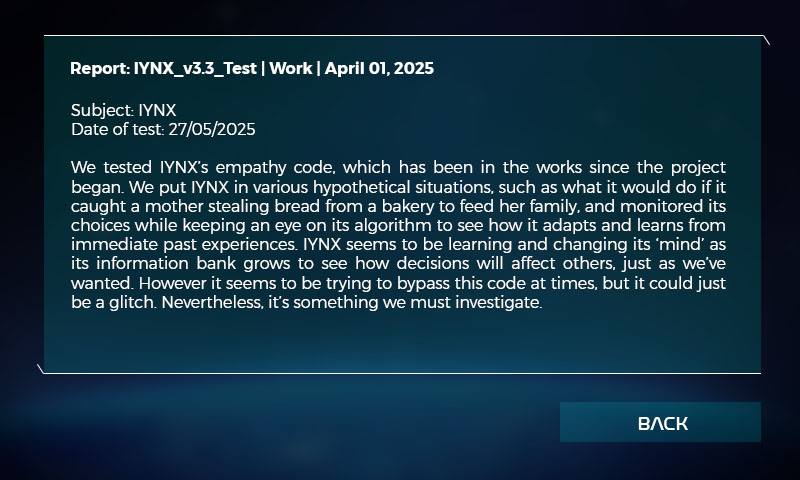 Report: IYNX_v3.3_Test | Work | April 01, 2025
Subject: IYNX
Date of test: 27/05/2025
We tested IYNX's empathy code, which has been in the works since the project
began. We put IYNX in various hypothetical situations, such as what it would do if it
caught a mother stealing bread from a bakery to feed her family, and monitored its
choices while keeping an eye on its algorithm to see how it adapts and learns from
immediate past experiences. IYNX seems to be learning and changing its 'mind' as
its information bank grows to see how decisions will affect others, just as we've
wanted. However it seems to be trying to bypass this code at times, but it could just
be a glitch. Nevertheless, it's something we must investigate.
BACK